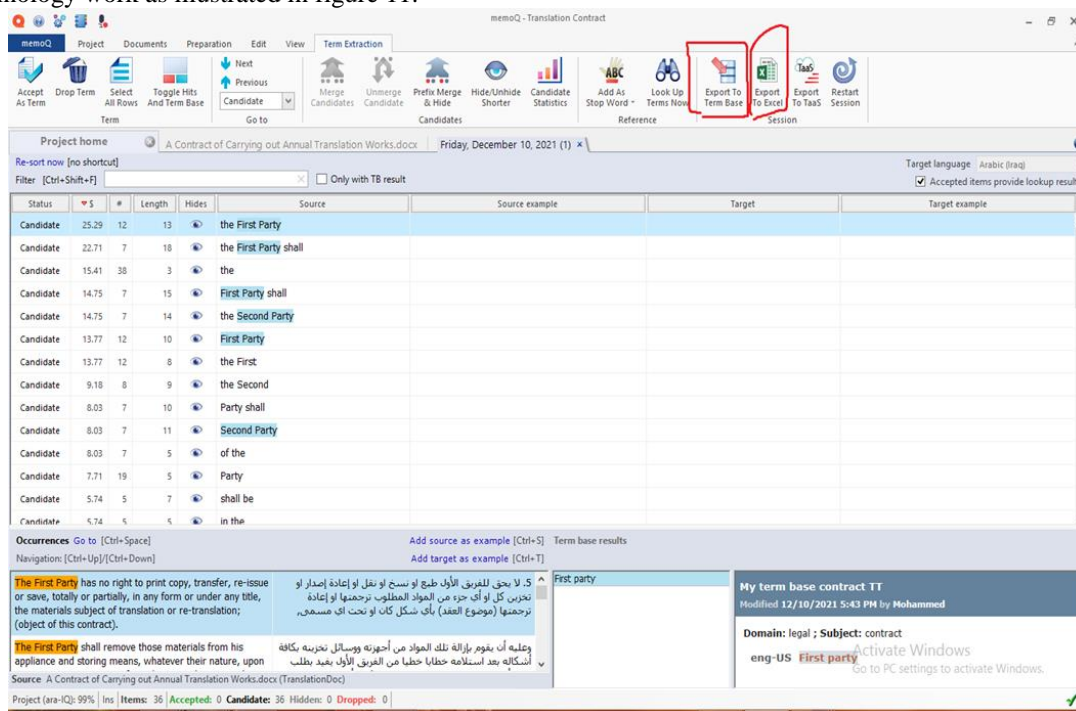 nology work as illustrated in figure 11.
memoQ - Translation Contract
memoQ Project Documents Preparation Edit View Term Extraction
Accept As Term
Drop Term
Select All Rows
Toggle Hits And Term Base
Term
Next
Previous
Candidate
Go to
Merge Candidates
Unmerge Candidate
Prefix Merge & Hide
Hide/Unhide Shorter
Candidate Statistics
Candidates
Add As Stop Word
Look Up Terms Now
Reference
Export To Term Base
Export To Excel
Export To TaaS
Restart Session
Session
Project home
A Contract of Carrying out Annual Translation Works.docx
Friday, December 10, 2021 (1) ×
Re-sort now [no shortcut]
Target language Arabic (Iraq)
Filter [Ctrl+Shift+F]
Only with TB result
Accepted items provide lookup result
Status $ # Length Hides Source Source example Target Target example
Candidate 25.29 12 13 the First Party
Candidate 22.71 7 18 the First Party shall
Candidate 15.41 38 3 the
Candidate 14.75 7 15 First Party shall
Candidate 14.75 7 14 the Second Party
Candidate 13.77 12 10 First Party
Candidate 13.77 12 8 the First
Candidate 9.18 8 9 the Second
Candidate 8.03 7 10 Party shall
Candidate 8.03 7 11 Second Party
Candidate 8.03 7 5 of the
Candidate 7.71 19 5 Party
Candidate 5.74 5 7 shall be
Candidate 5.74 5 5 in the
Occurrences Go to [Ctrl+Space]
Add source as example [Ctrl+S]
Term base results
Navigation: [Ctrl+Up]/[Ctrl+Down]
Add target as example [Ctrl+T]
The First Party has no right to print copy, transfer, re-issue
or save, totally or partially, in any form or under any title,
the materials subject of translation or re-translation;
(object of this contract).
5. لا يحق للفريق الأول طبع او نسخ او نقل او إعادة إصدار او
تخزين كل او أي جزء من المواد المطلوب ترجمتها او إعادة
ترجمتها (موضوع العقد) بأي شكل كان او تحت اي مسمى,
The First Party shall remove those materials from his
appliance and storing means, whatever their nature, upon
وعليه أن يقوم بإزالة تلك المواد من أجهزته ووسائل تخزينه بكافة
أشكاله بعد استلامه خطابا خطيا من الفريق الأول يفيد بطلب
First party
My term base contract TT
Modified 12/10/2021 5:43 PM by Mohammed
Domain: legal ; Subject: contract
eng-US First party
Activate Windows
Go to PC settings to activate Windows.
Source A Contract of Carrying out Annual Translation Works.docx (TranslationDoc)
Project (ara-IQ): 99% Ins Items: 36 Accepted: 0 Candidate: 36 Hidden: 0 Dropped: 0